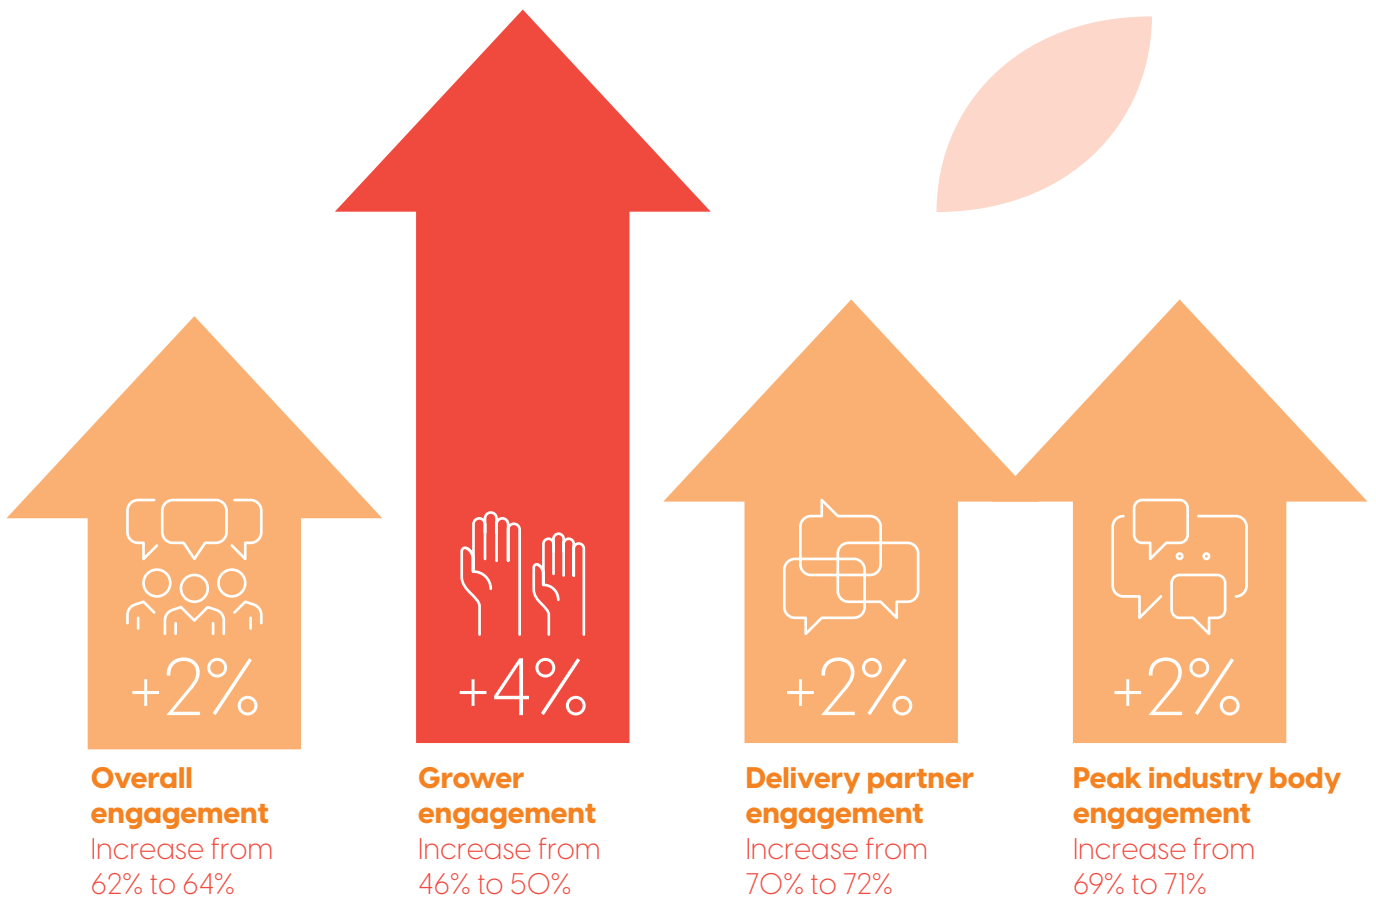 +2%
Overall
engagement
Increase from
62% to 64%
+4%
Grower
engagement
Increase from
46% to 50%
+2%
Delivery partner
engagement
Increase from
70% to 72%
+2%
Peak industry body
engagement
Increase from
69% to 71%